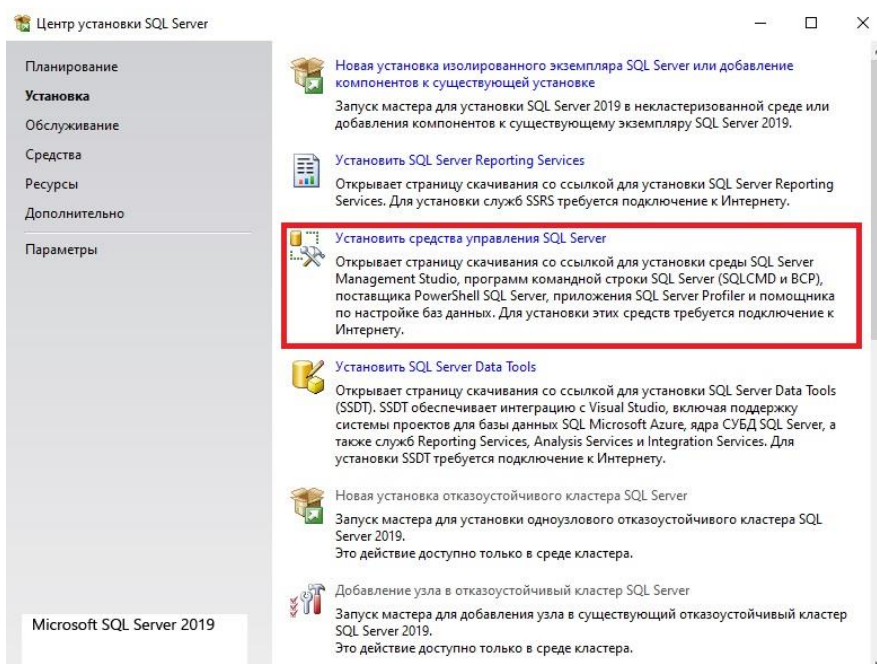 Центр установки SQL Server
Планирование
Установка
Обслуживание
Средства
Ресурсы
Дополнительно
Параметры
Microsoft SQL Server 2019
Новая установка изолированного экземпляра SQL Server или добавление
компонентов к существующей установке
Запуск мастера для установки SQL Server 2019 в некластеризованной среде или
добавления компонентов к существующему экземпляру SQL Server 2019.
Установить SQL Server Reporting Services
Открывает страницу скачивания со ссылкой для установки SQL Server Reporting
Services. Для установки служб SSRS требуется подключение к Интернету.
Установить средства управления SQL Server
Открывает страницу скачивания со ссылкой для установки среды SQL Server
Management Studio, программ командной строки SQL Server (SQLCMD и BCP),
поставщика PowerShell SQL Server, приложения SQL Server Profiler и помощника
по настройке баз данных. Для установки этих средств требуется подключение к
Интернету.
Установить SQL Server Data Tools
Открывает страницу скачивания со ссылкой для установки SQL Server Data Tools
(SSDT). SSDT обеспечивает интеграцию с Visual Studio, включая поддержку
системы проектов для базы данных SQL Microsoft Azure, ядра СУБД SQL Server, а
также служб Reporting Services, Analysis Services и Integration Services. Для
установки SSDT требуется подключение к Интернету.
Новая установка отказоустойчивого кластера SQL Server
Запуск мастера для установки одноузлового отказоустойчивого кластера SQL
Server 2019.
Это действие доступно только в среде кластера.
Добавление узла в отказоустойчивый кластер SQL Server
Запуск мастера для добавления узла в существующий отказоустойчивый кластер
SQL Server 2019.
Это действие доступно только в среде кластера.